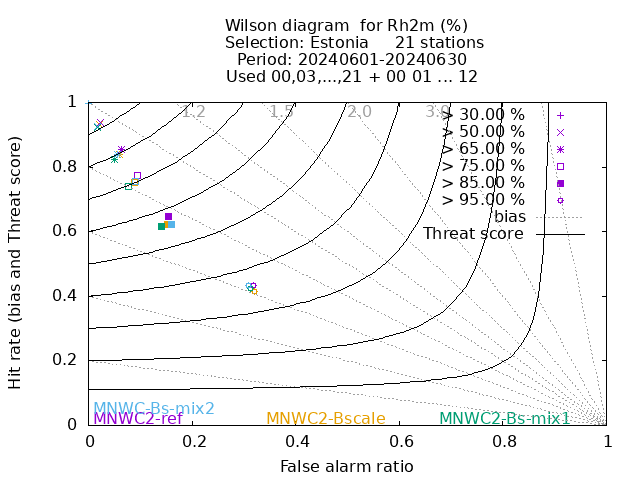 Wilson diagram  for Rh2m (%)
Selection: Estonia     21 stations
Period: 20240601-20240630
Used 00,03,...,21 + 00 01 ... 12
1
0.8
0.6
0.4
0.2
0
Hit rate (bias and Threat score)
1.2
1.5
2.0
3.0
> 30.00 %
> 50.00 %
> 65.00 %
> 75.00 %
> 85.00 %
> 95.00 %
bias
Threat score
MNWC-Bs-mix2
MNWC2-ref
MNWC2-Bscale
MNWC2-Bs-mix1
0
0.2
0.4
0.6
0.8
1
False alarm ratio